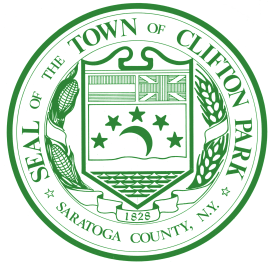 SEAL OF THE TOWN OF CLIFTON PARK
1828
SARATOGA COUNTY, N.Y.